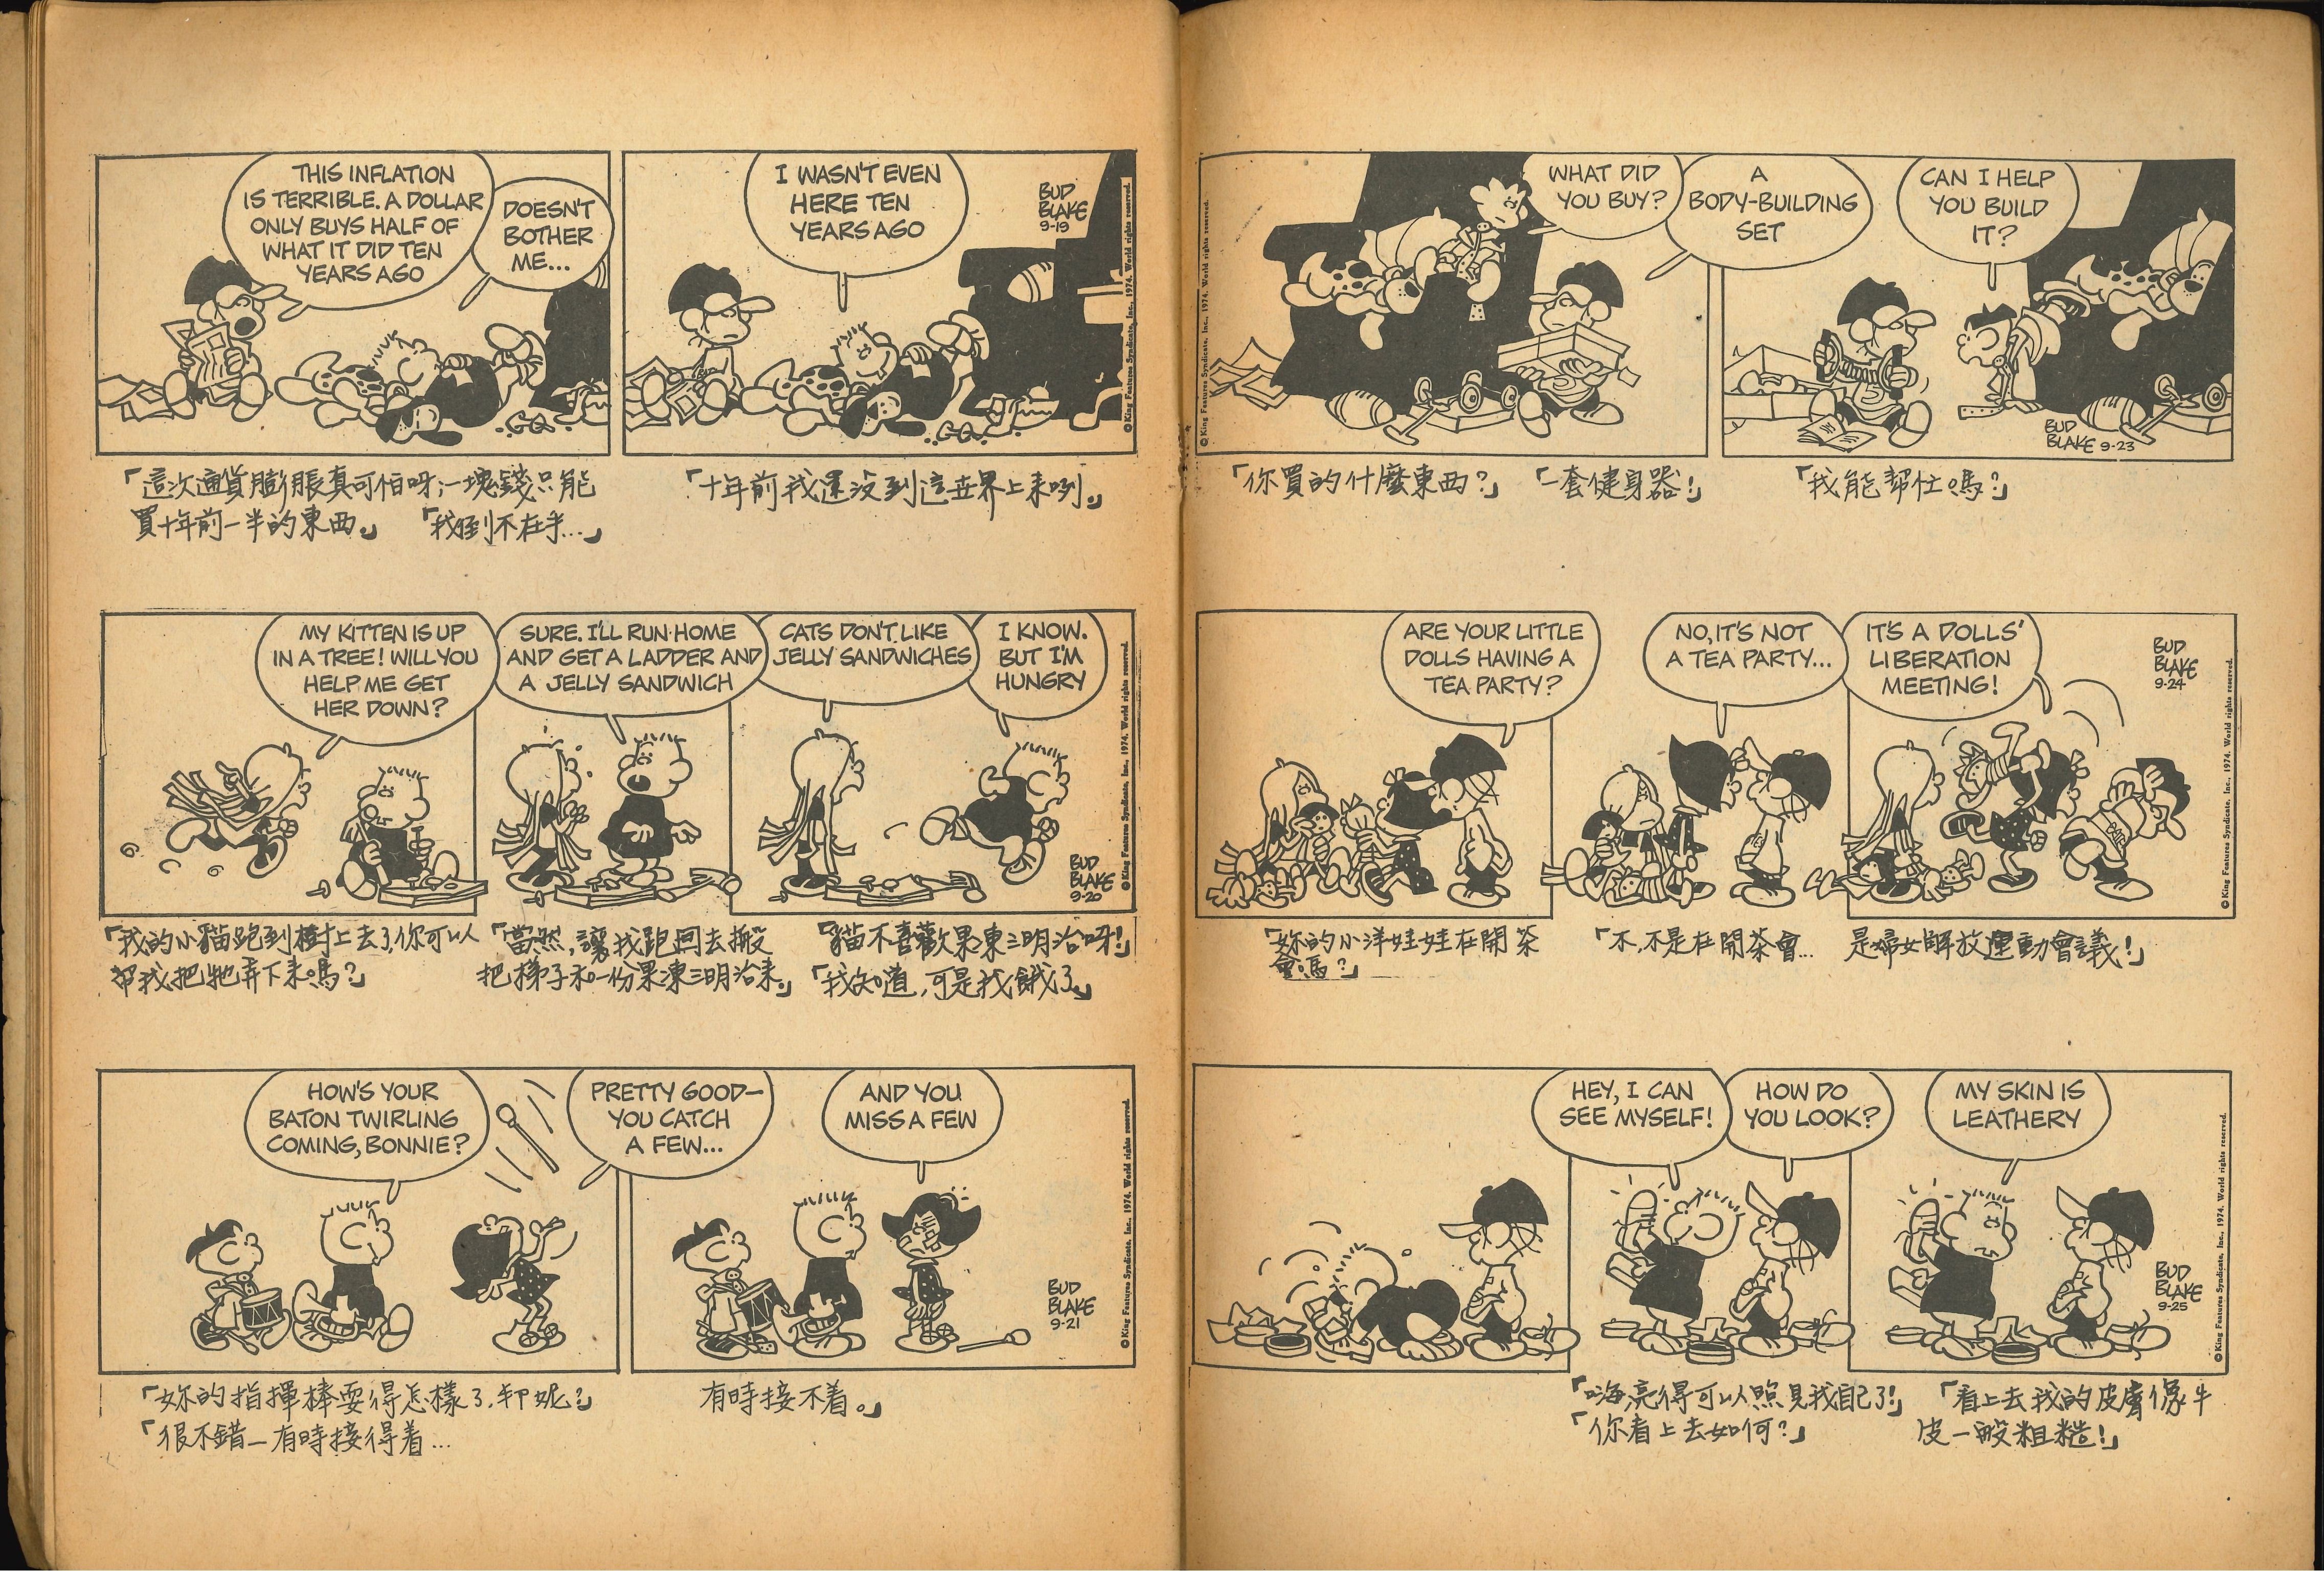 THIS INFLATION
IS TERRIBLE. A DOLLAR
ONLY BUYS HALF OF
WHAT IT DID TEN
YEARS AGO
DOESN'T
BOTHER
ME...
I WASN'T EVEN
HERE TEN
YEARS AGO
BUD
BLAKE
9-19
© King Features Syndicate, Inc., 1974. World rights reserved.
「這次通貨膨脹真可怕呀;一塊錢只能
買十年前一半的東西。」 「我到不在乎...」
「十年前我還沒到這世界上來咧。」
MY KITTEN IS UP
IN A TREE! WILL YOU
HELP ME GET
HER DOWN?
SURE. I'LL RUN HOME
AND GET A LADDER AND
A JELLY SANDWICH
CATS DON'T LIKE
JELLY SANDWICHES
I KNOW.
BUT I'M
HUNGRY
BUD
BLAKE
9-20
© King Features Syndicate, Inc., 1974. World rights reserved.
「我的小貓跑到樹上去了,你可以
帮我把牠弄下來嗎?」
「當然,讓我跑回去搬
把梯子和一份果凍三明治來。」
「貓不喜歡果凍三明治呀!」
「我知道,可是我餓了。」
HOW'S YOUR
BATON TWIRLING
COMING, BONNIE?
PRETTY GOOD—
YOU CATCH
A FEW...
AND YOU
MISS A FEW
BUD
BLAKE
9-21
© King Features Syndicate, Inc., 1974. World rights reserved.
「妳的指揮棒耍得怎樣了,邦妮?」
「很不錯—有時接得着...
有時接不着。」
© King Features Syndicate, Inc., 1974. World rights reserved.
WHAT DID
YOU BUY?
A
BODY-BUILDING
SET
CAN I HELP
YOU BUILD
IT?
BUD
BLAKE 9-23
「你買的什麼東西?」 「一套健身器!」
「我能幫忙嗎?」
ARE YOUR LITTLE
DOLLS HAVING A
TEA PARTY?
NO, IT'S NOT
A TEA PARTY...
IT'S A DOLLS'
LIBERATION
MEETING!
BUD
BLAKE
9-24
© King Features Syndicate, Inc., 1974. World rights reserved.
「妳的小洋娃娃在開茶
會嗎?」
「不,不是在開茶會... 是婦女解放運動會議!」
HEY, I CAN
SEE MYSELF!
HOW DO
YOU LOOK?
MY SKIN IS
LEATHERY
BUD
BLAKE
9-25
© King Features Syndicate, Inc., 1974. World rights reserved.
「嗨,亮得可以照見我自己了!」
「你看上去如何?」
「看上去我的皮膚像牛
皮一般粗糙!」